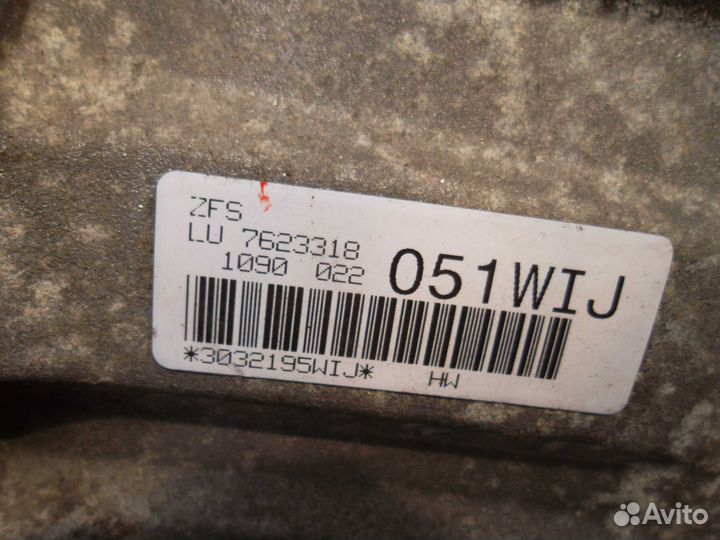 ZFS
LU 7623318
1090 022
051WIJ
*3032195WIJ* HW
Avito